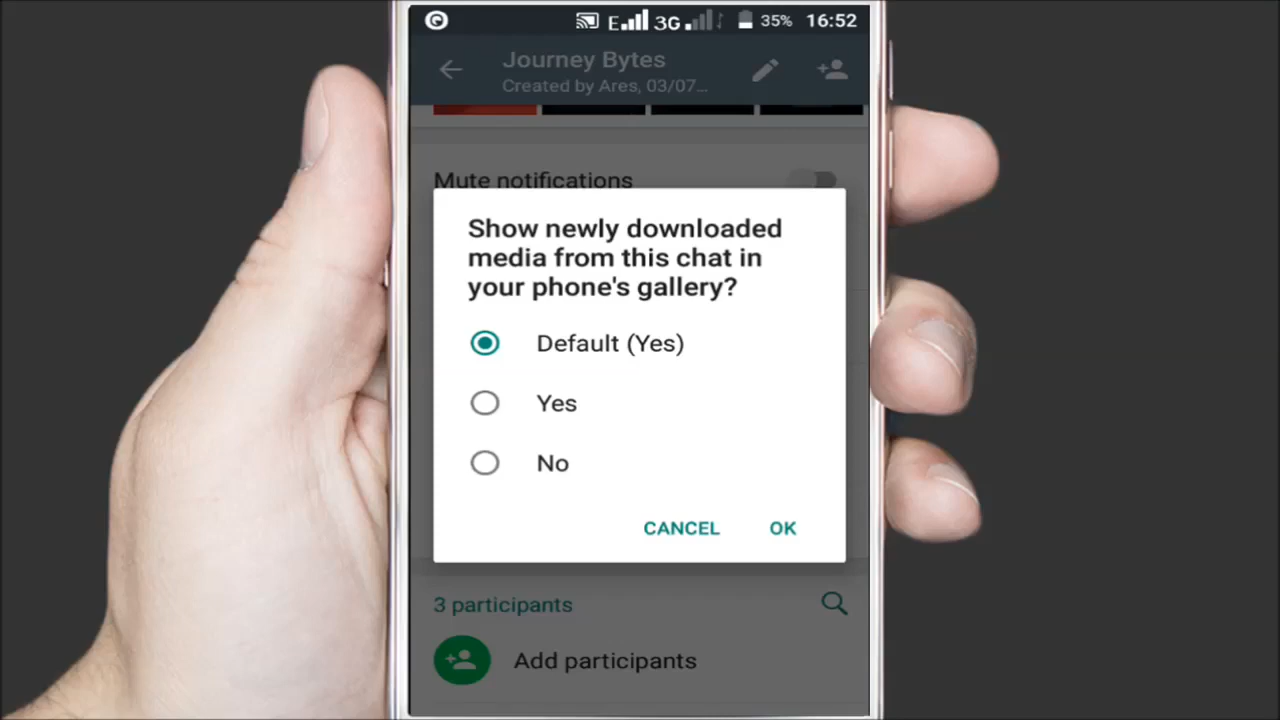 E 3G 35% 16:52
Journey Bytes
Created by Ares, 03/07...
Mute notifications
Show newly downloaded
media from this chat in
your phone's gallery?
Default (Yes)
Yes
No
CANCEL OK
3 participants
Add participants